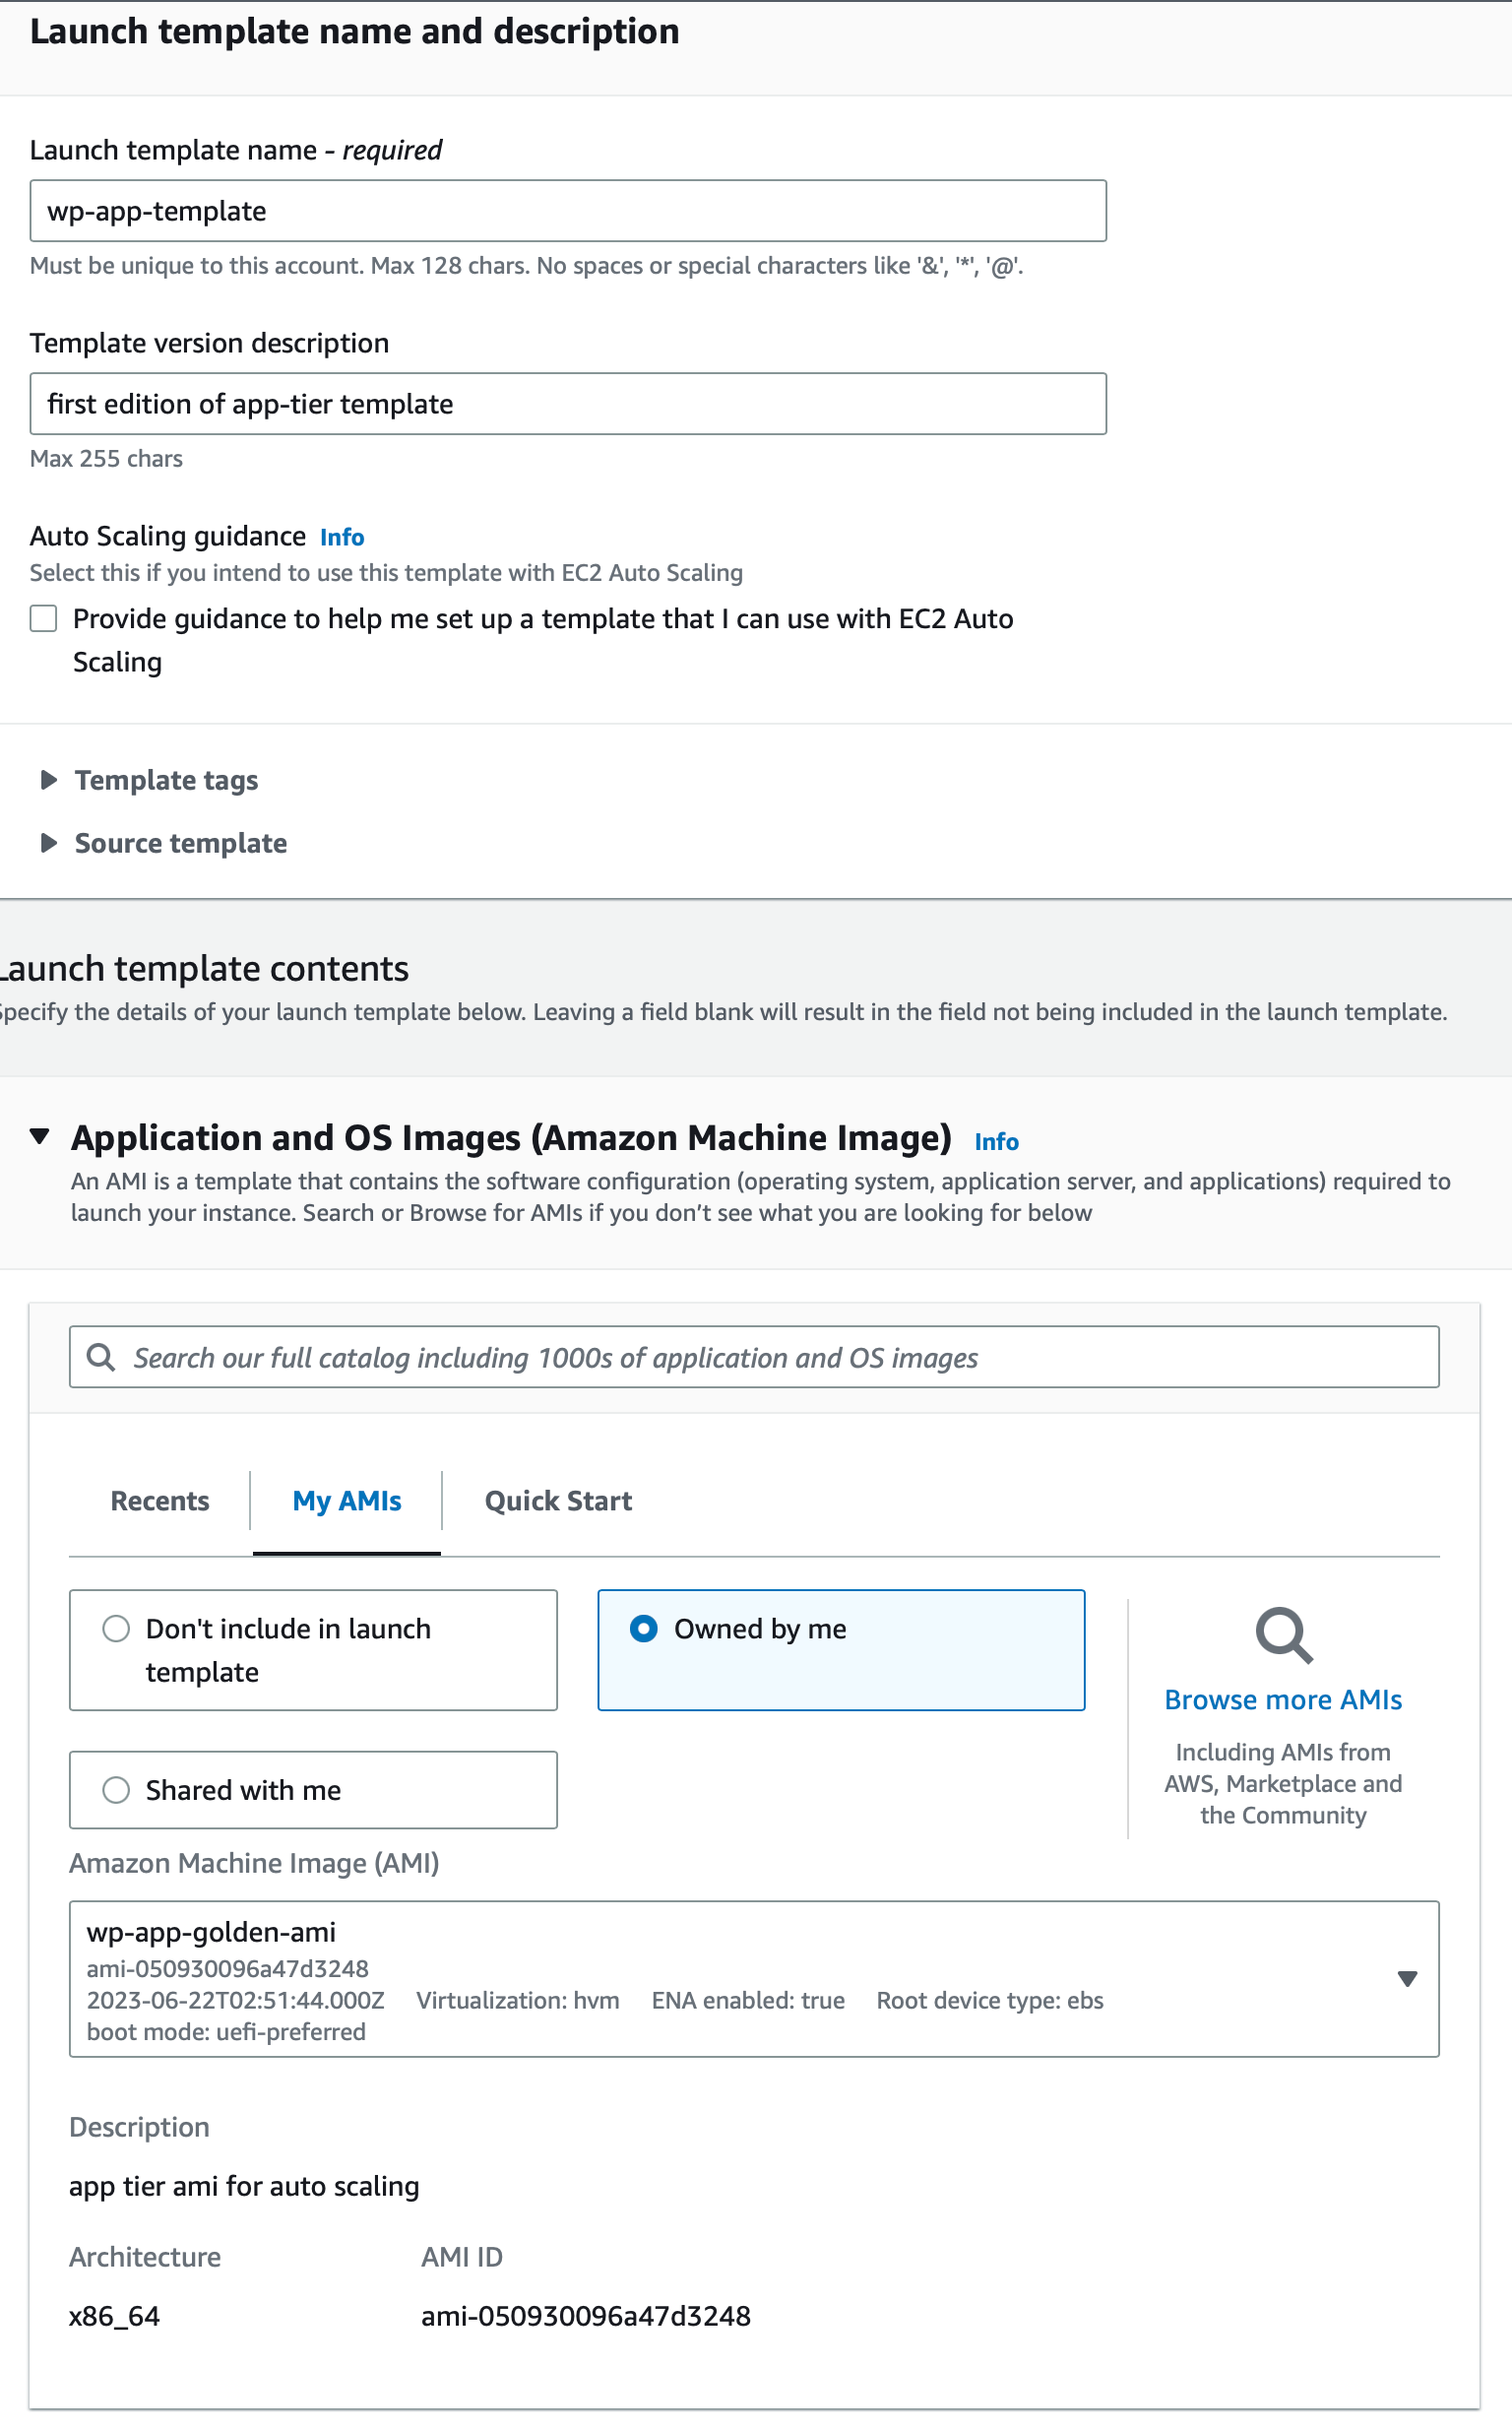 Launch template name and description
Launch template name - required
wp-app-template
Must be unique to this account. Max 128 chars. No spaces or special characters like '&', '*', '@'.
Template version description
first edition of app-tier template
Max 255 chars
Auto Scaling guidance Info
Select this if you intend to use this template with EC2 Auto Scaling
Provide guidance to help me set up a template that I can use with EC2 Auto
Scaling
Template tags
Source template
Launch template contents
Specify the details of your launch template below. Leaving a field blank will result in the field not being included in the launch template.
Application and OS Images (Amazon Machine Image) Info
An AMI is a template that contains the software configuration (operating system, application server, and applications) required to
launch your instance. Search or Browse for AMIs if you don’t see what you are looking for below
Search our full catalog including 1000s of application and OS images
Recents My AMIs Quick Start
Don't include in launch
template
Owned by me
Shared with me
Browse more AMIs
Including AMIs from
AWS, Marketplace and
the Community
Amazon Machine Image (AMI)
wp-app-golden-ami
ami-050930096a47d3248
2023-06-22T02:51:44.000Z Virtualization: hvm ENA enabled: true Root device type: ebs
boot mode: uefi-preferred
Description
app tier ami for auto scaling
Architecture AMI ID
x86_64 ami-050930096a47d3248